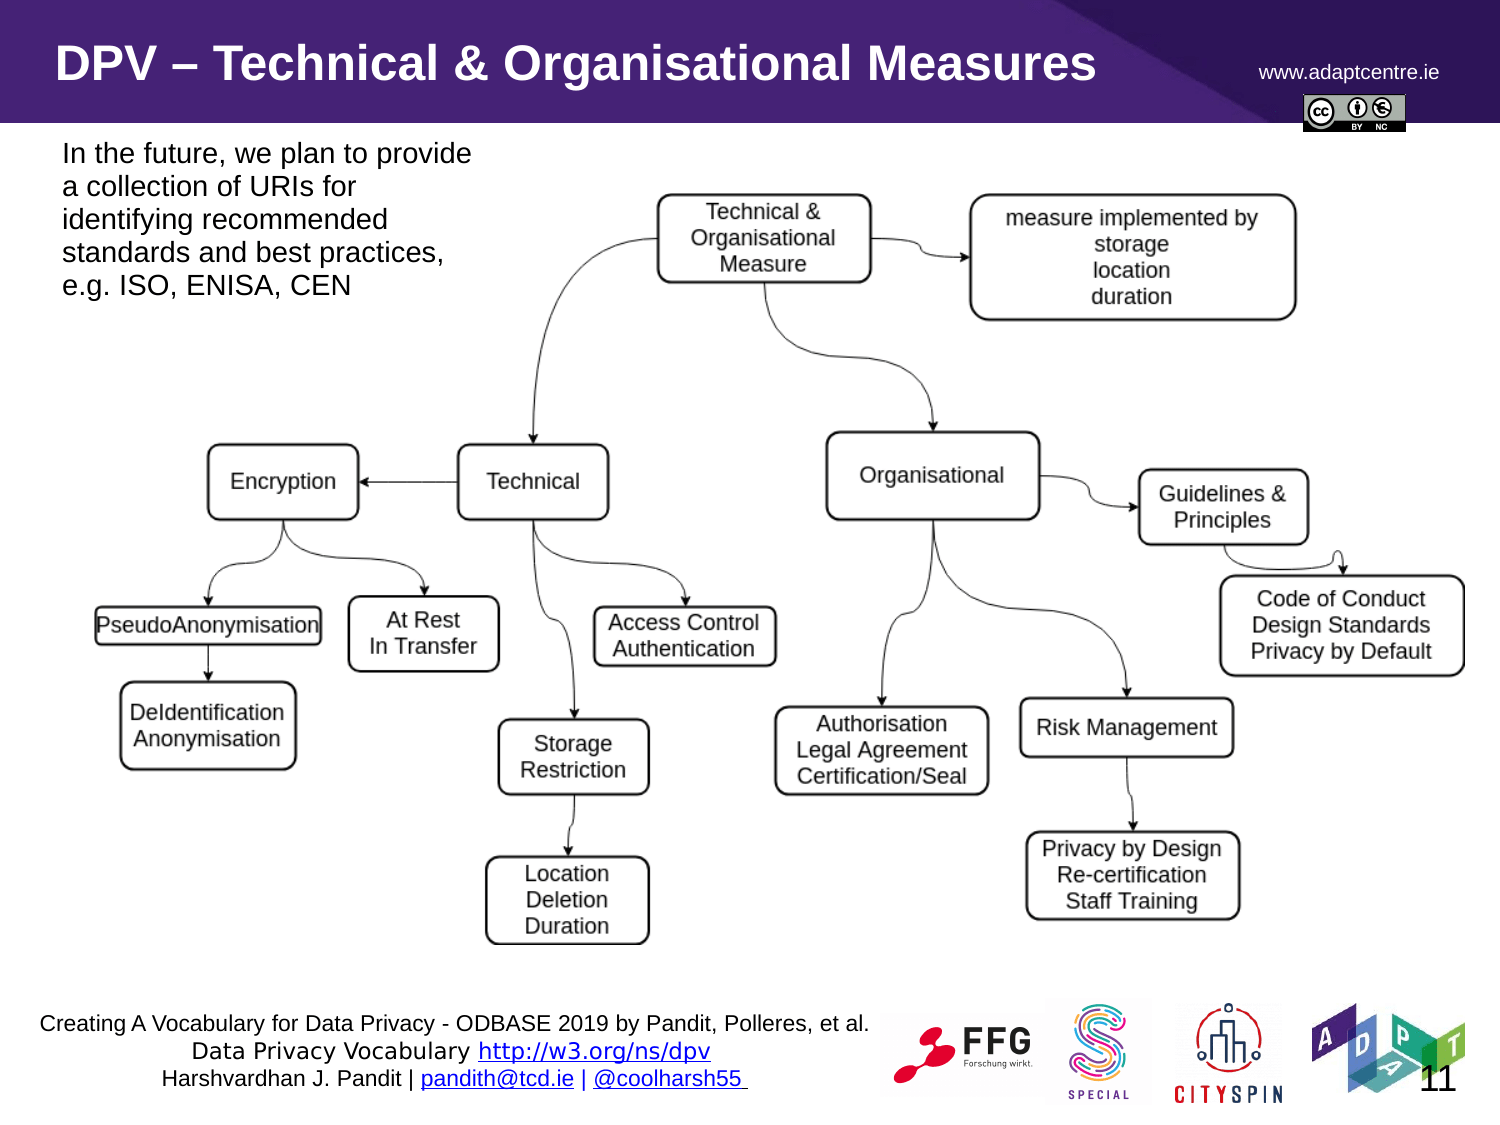 DPV – Technical & Organisational Measures
www.adaptcentre.ie
cc
BY NC
In the future, we plan to provide
a collection of URIs for
identifying recommended
standards and best practices,
e.g. ISO, ENISA, CEN
Technical &
Organisational
Measure
measure implemented by
storage
location
duration
Encryption
Technical
Organisational
Guidelines &
Principles
PseudoAnonymisation
At Rest
In Transfer
Access Control
Authentication
Code of Conduct
Design Standards
Privacy by Default
DeIdentification
Anonymisation
Storage
Restriction
Authorisation
Legal Agreement
Certification/Seal
Risk Management
Location
Deletion
Duration
Privacy by Design
Re-certification
Staff Training
Creating A Vocabulary for Data Privacy - ODBASE 2019 by Pandit, Polleres, et al.
Data Privacy Vocabulary http://w3.org/ns/dpv
Harshvardhan J. Pandit | pandith@tcd.ie | @coolharsh55
FFG
Forschung wirkt.
SPECIAL
CITYSPIN
ADAPT
11